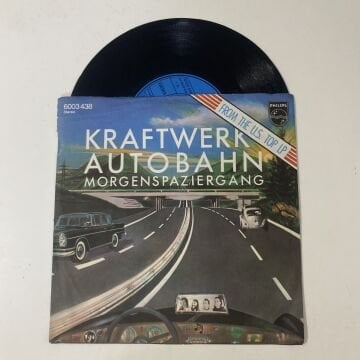 6003 438
Stereo
FROM THE U.S. TOP LP
PHILIPS
KRAFTWERK
AUTOBAHN
MORGENSPAZIERGANG